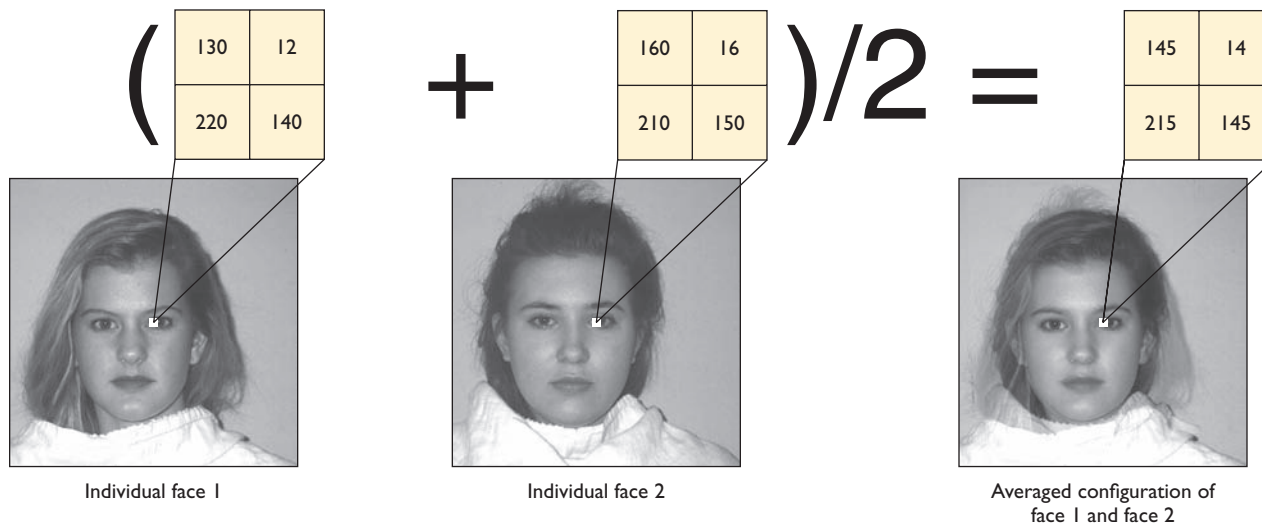 ( 130 12 + 160 16 )/2 = 145 14
220 140 210 150 215 145
Individual face 1
Individual face 2
Averaged configuration of
face 1 and face 2